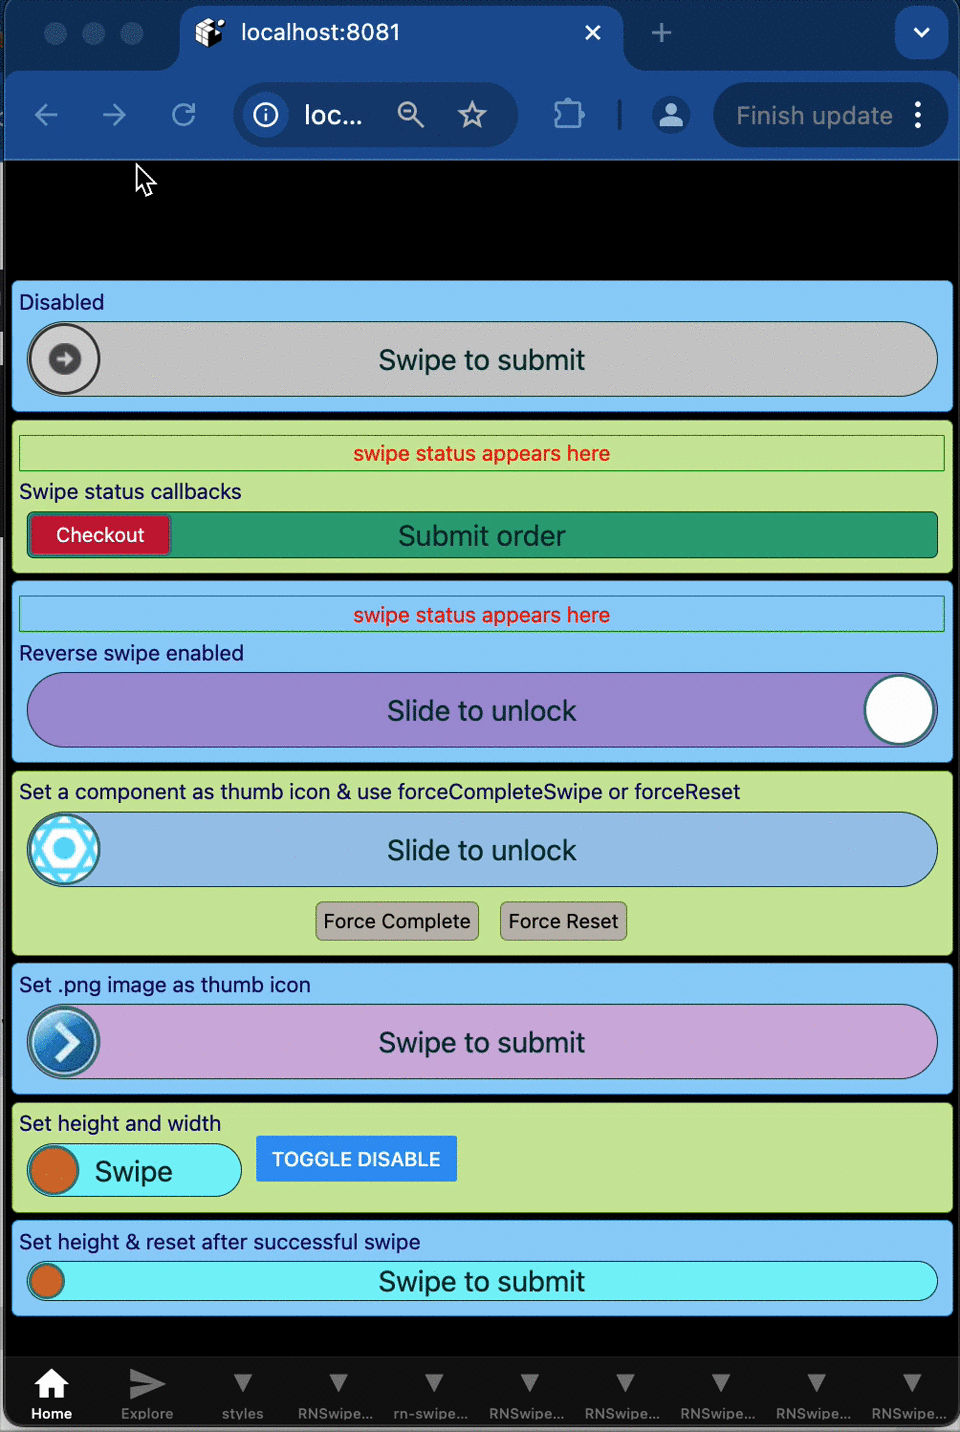 localhost:8081
loc...
Finish update
Disabled
Swipe to submit
swipe status appears here
Swipe status callbacks
Checkout
Submit order
swipe status appears here
Reverse swipe enabled
Slide to unlock
Set a component as thumb icon & use forceCompleteSwipe or forceReset
Slide to unlock
Force Complete
Force Reset
Set .png image as thumb icon
Swipe to submit
Set height and width
Swipe
TOGGLE DISABLE
Set height & reset after successful swipe
Swipe to submit
Home
Explore
styles
RNSwipe...
rn-swipe...
RNSwipe...
RNSwipe...
RNSwipe...
RNSwipe...
RNSwipe...